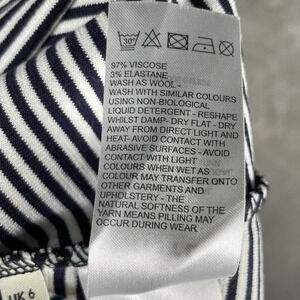 30
97% VISCOSE
3% ELASTANE
WASH AS WOOL -
WASH WITH SIMILAR COLOURS
USING NON-BIOLOGICAL
LIQUID DETERGENT - RESHAPE
WHILST DAMP- DRY FLAT - DRY
AWAY FROM DIRECT LIGHT AND
HEAT-AVOID CONTACT WITH
ABRASIVE SURFACES - AVOID
CONTACT WITH LIGHT
COLOURS WHEN WET AS
COLOUR MAY TRANSFER ONTO
OTHER GARMENTS AND
UPHOLSTERY - THE
NATURAL SOFTNESS OF THE
YARN MEANS PILLING MAY
OCCUR DURING WEAR
UK 6